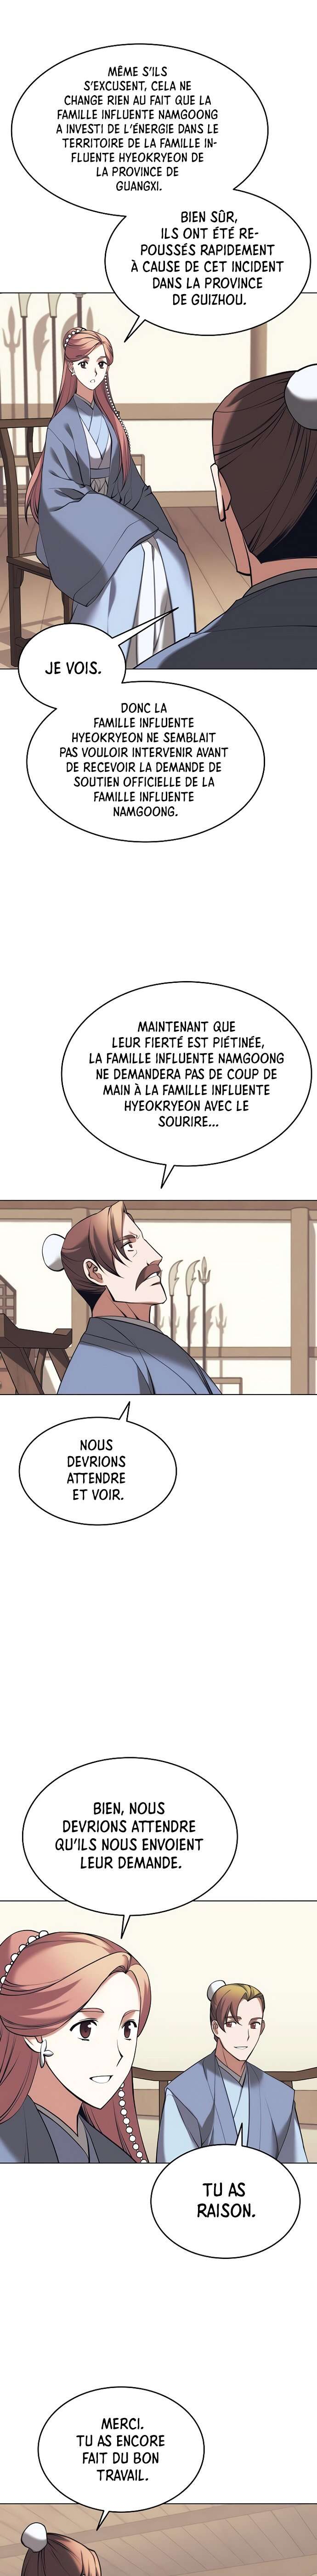 MÊME S'ILS
S'EXCUSENT, CELA NE
CHANGE RIEN AU FAIT QUE LA
FAMILLE INFLUENTE NAMGOONG
A INVESTI DE L'ÉNERGIE DANS LE
TERRITOIRE DE LA FAMILLE IN-
FLUENTE HYEOKRYEON DE
LA PROVINCE DE
GUANGXI.
BIEN SÛR,
ILS ONT ÉTÉ RE-
POUSSÉS RAPIDEMENT
À CAUSE DE CET INCIDENT
DANS LA PROVINCE
DE GUIZHOU.
JE VOIS.
DONC LA
FAMILLE INFLUENTE
HYEOKRYEON NE SEMBLAIT
PAS VOULOIR INTERVENIR AVANT
DE RECEVOIR LA DEMANDE DE
SOUTIEN OFFICIELLE DE LA
FAMILLE INFLUENTE
NAMGOONG.
MAINTENANT QUE
LEUR FIERTÉ EST PIÉTINÉE,
LA FAMILLE INFLUENTE NAMGOONG
NE DEMANDERA PAS DE COUP DE
MAIN À LA FAMILLE INFLUENTE
HYEOKRYEON AVEC LE
SOURIRE...
NOUS
DEVRIONS
ATTENDRE
ET VOIR.
BIEN, NOUS
DEVRIONS ATTENDRE
QU'ILS NOUS ENVOIENT
LEUR DEMANDE.
TU AS
RAISON.
MERCI.
TU AS ENCORE
FAIT DU BON
TRAVAIL.